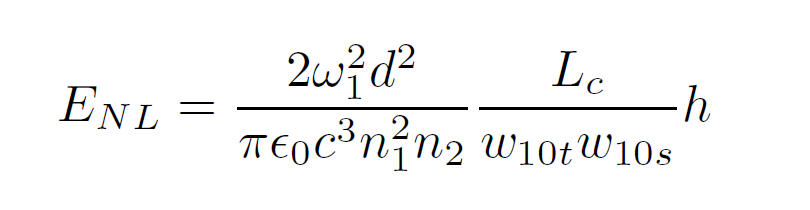 E_{NL} = \frac{2\omega_1^2 d^2}{\pi\epsilon_0 c^3 n_1^2 n_2} \frac{L_c}{w_{10t} w_{10s}} h